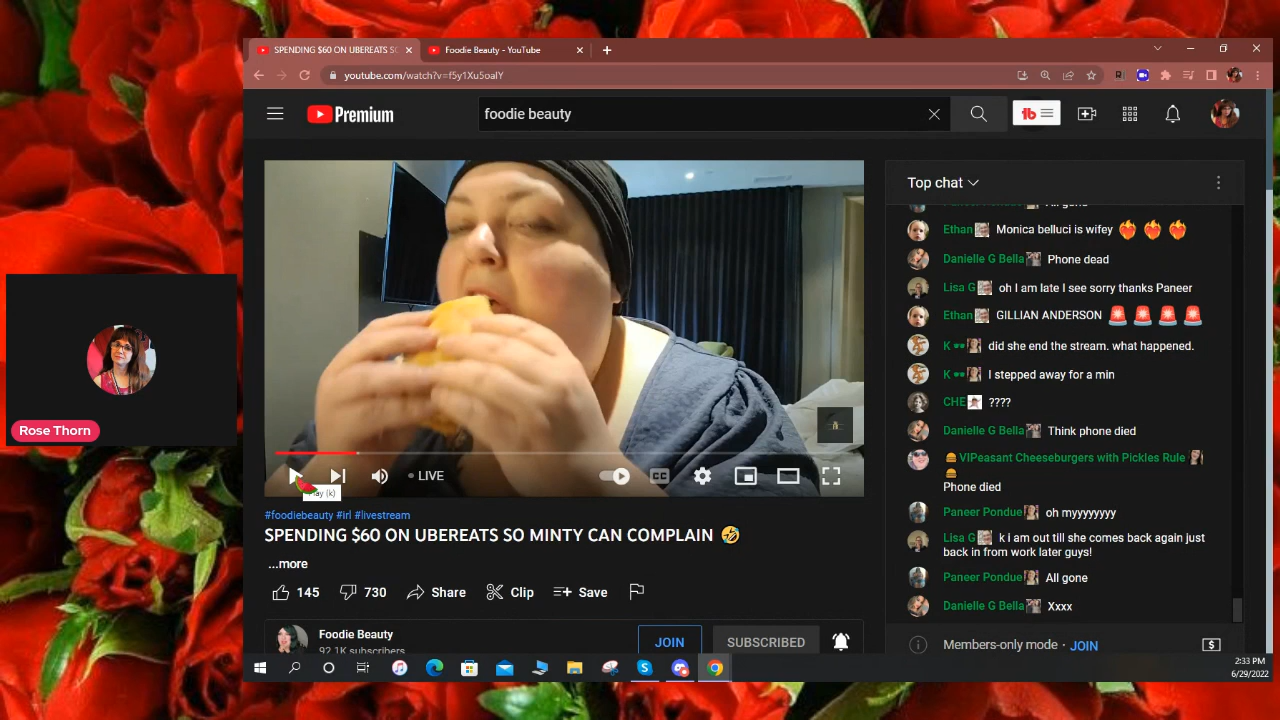 SPENDING $60 ON UBEREATS SO
Foodie Beauty - YouTube
youtube.com/watch?v=f5y1Xu5oaIY
Premium
foodie beauty
Top chat
Ethan Monica belluci is wifey
Danielle G Bella Phone dead
Lisa G oh I am late I see sorry thanks Paneer
Ethan GILLIAN ANDERSON
K did she end the stream. what happened.
K I stepped away for a min
CHE ????
Danielle G Bella Think phone died
VIPeasant Cheeseburgers with Pickles Rule
Phone died
Paneer Pondue oh myyyyyyy
Lisa G k i am out till she comes back again just
back in from work later guys!
Paneer Pondue All gone
Danielle G Bella Xxxx
Members-only mode · JOIN
Rose Thorn
LIVE
CC
Play (k)
#foodiebeauty #irl #livestream
SPENDING $60 ON UBEREATS SO MINTY CAN COMPLAIN 🤣
...more
145 730 Share Clip Save
Foodie Beauty
92.1K subscribers
JOIN SUBSCRIBED
2:33 PM
6/29/2022